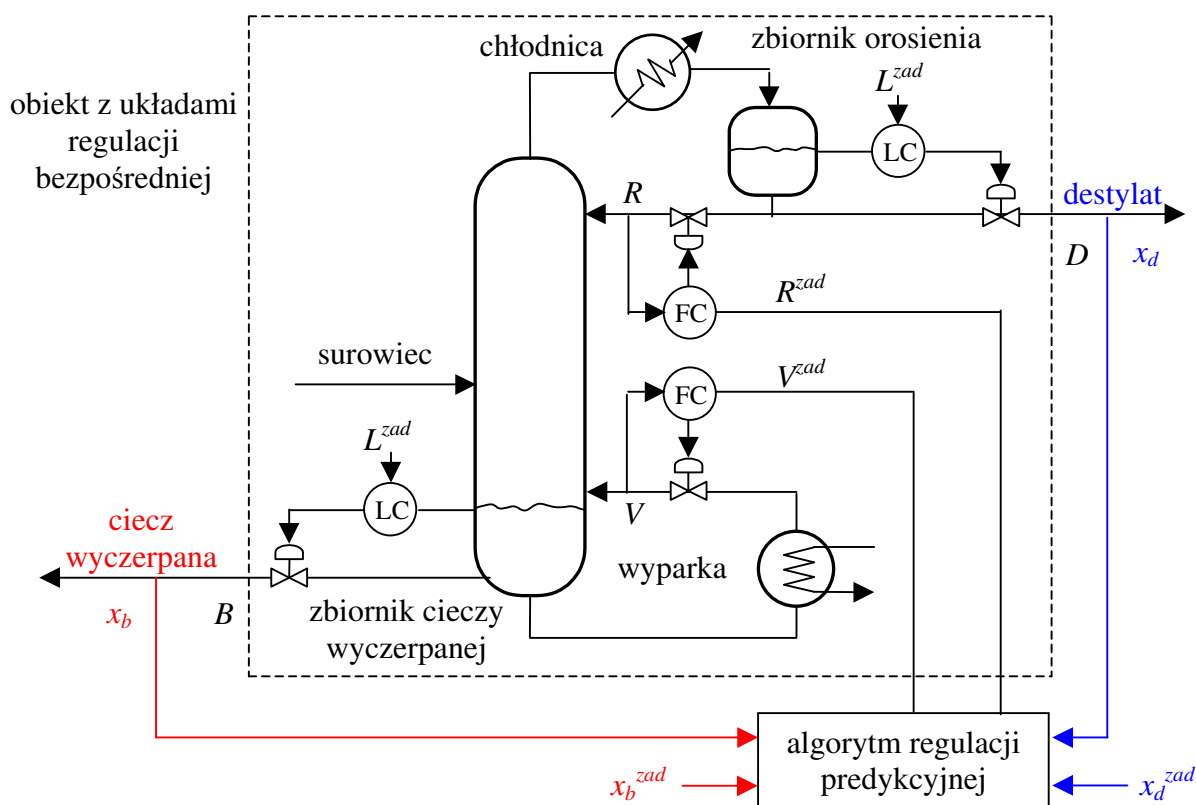 chłodnica
zbiornik orosienia
L^zad
obiekt z układami
regulacji
bezpośredniej
LC
R
destylat
D
x_d
FC
R^zad
surowiec
V^zad
FC
L^zad
LC
V
ciecz
wyczerpana
wyparka
x_b
B
zbiornik cieczy
wyczerpanej
algorytm regulacji
predykcyjnej
x_b^zad
x_d^zad